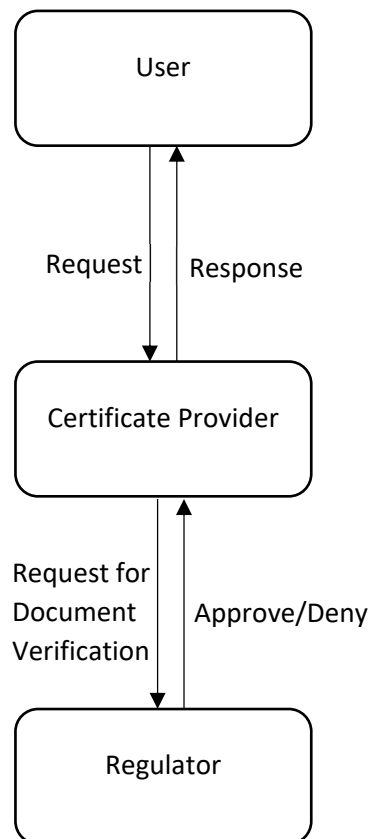 User
Request
Response
Certificate Provider
Request for
Document
Verification
Approve/Deny
Regulator